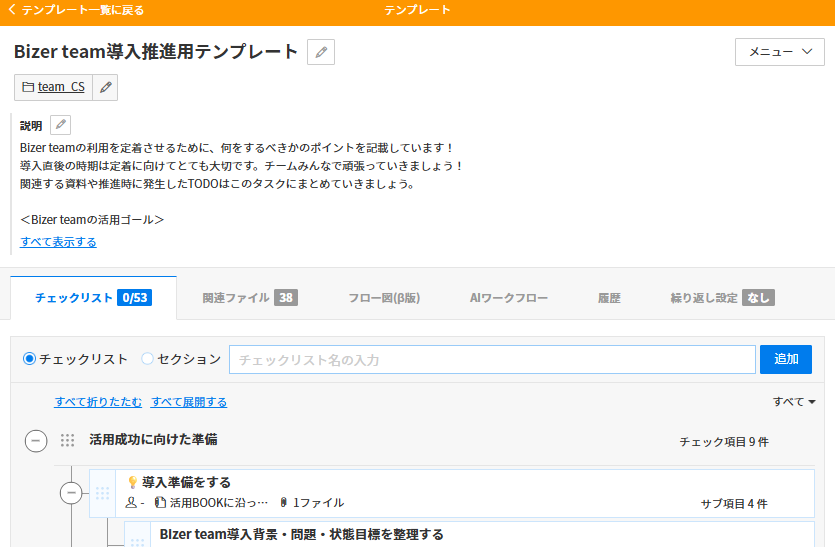 テンプレート一覧に戻る
テンプレート
Bizer team導入推進用テンプレート
メニュー
team_CS
説明
Bizer teamの利用を定着させるために、何をするべきかのポイントを記載しています！
導入直後の時期は定着に向けてとても大切です。チームみんなで頑張っていきましょう！
関連する資料や推進時に発生したTODOはこのタスクにまとめていきましょう。
＜Bizer teamの活用ゴール＞
すべて表示する
チェックリスト 0/53 関連ファイル 38 フロー図(β版) AIワークフロー 履歴 繰り返し設定 なし
チェックリスト セクション チェックリスト名の入力 追加
すべて折りたたむ すべて展開する すべて
活用成功に向けた準備 チェック項目 9 件
導入準備をする
- 活用BOOKに沿っ… 1ファイル サブ項目 4 件
Bizer team導入背景・問題・状態目標を整理する